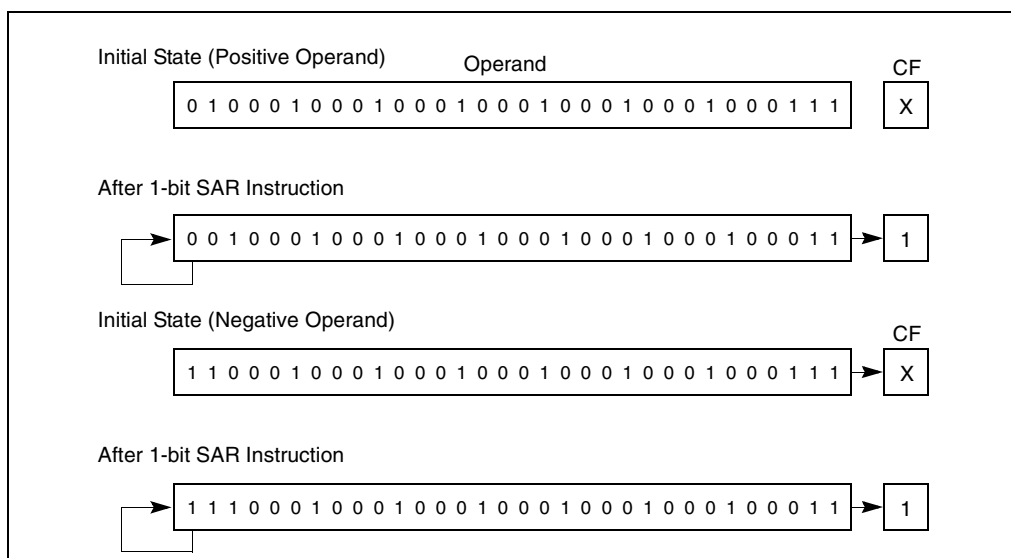 Initial State (Positive Operand) Operand CF
0 1 0 0 0 1 0 0 0 1 0 0 0 1 0 0 0 1 0 0 0 1 0 0 0 1 0 0 0 1 1 1 X
After 1-bit SAR Instruction
0 0 1 0 0 0 1 0 0 0 1 0 0 0 1 0 0 0 1 0 0 0 1 0 0 0 1 0 0 0 1 1 1
Initial State (Negative Operand) CF
1 1 0 0 0 1 0 0 0 1 0 0 0 1 0 0 0 1 0 0 0 1 0 0 0 1 0 0 0 1 1 1 X
After 1-bit SAR Instruction
1 1 1 0 0 0 1 0 0 0 1 0 0 0 1 0 0 0 1 0 0 0 1 0 0 0 1 0 0 0 1 1 1